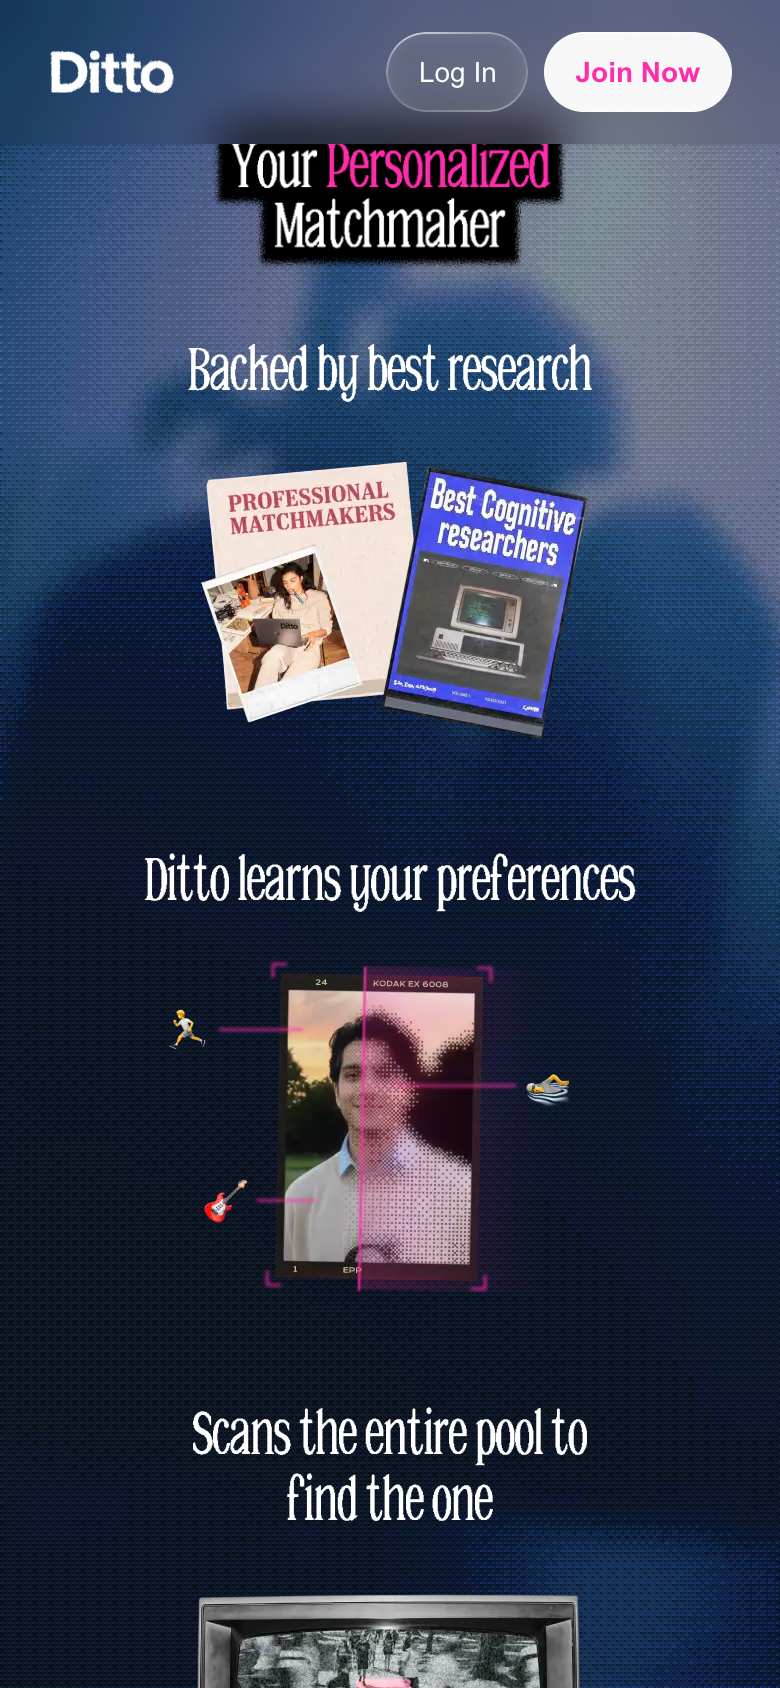 Ditto
Log In
Join Now
Your Personalized
Matchmaker
Backed by best research
PROFESSIONAL
MATCHMAKERS
Ditto
Best Cognitive
researchers
Ditto learns your preferences
24
KODAK EX 6008
1
EPP
Scans the entire pool to
find the one